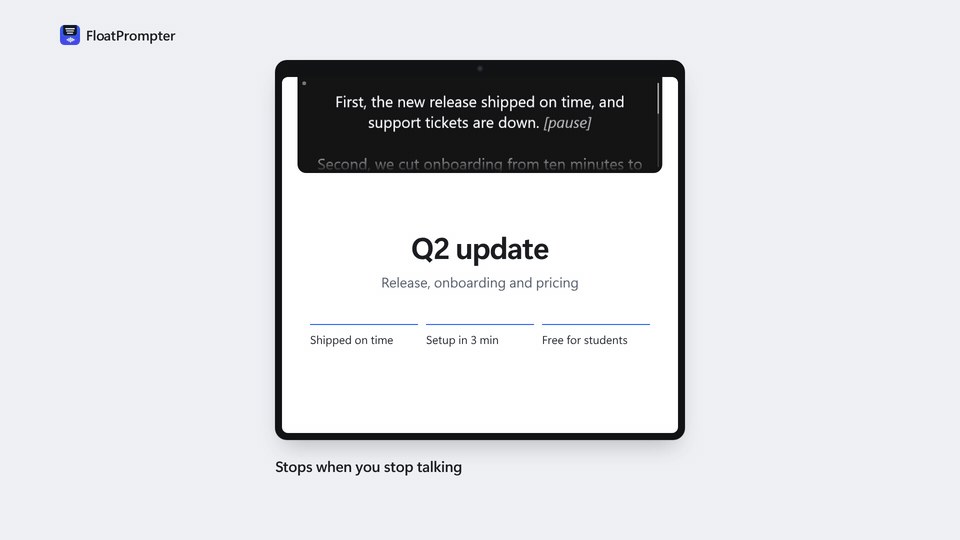 FloatPrompter
First, the new release shipped on time, and
support tickets are down. [pause]
Second, we cut onboarding from ten minutes to
Q2 update
Release, onboarding and pricing
Shipped on time
Setup in 3 min
Free for students
Stops when you stop talking